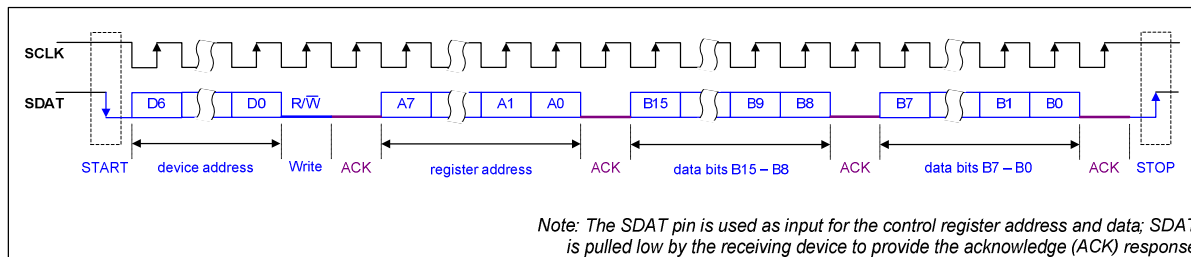 SCLK
SDAT D6 D0 R/W A7 A1 A0 B15 B9 B8 B7 B1 B0
START device address Write ACK register address ACK data bits B15 – B8 ACK data bits B7 – B0 ACK STOP
Note: The SDAT pin is used as input for the control register address and data; SDAT
is pulled low by the receiving device to provide the acknowledge (ACK) response